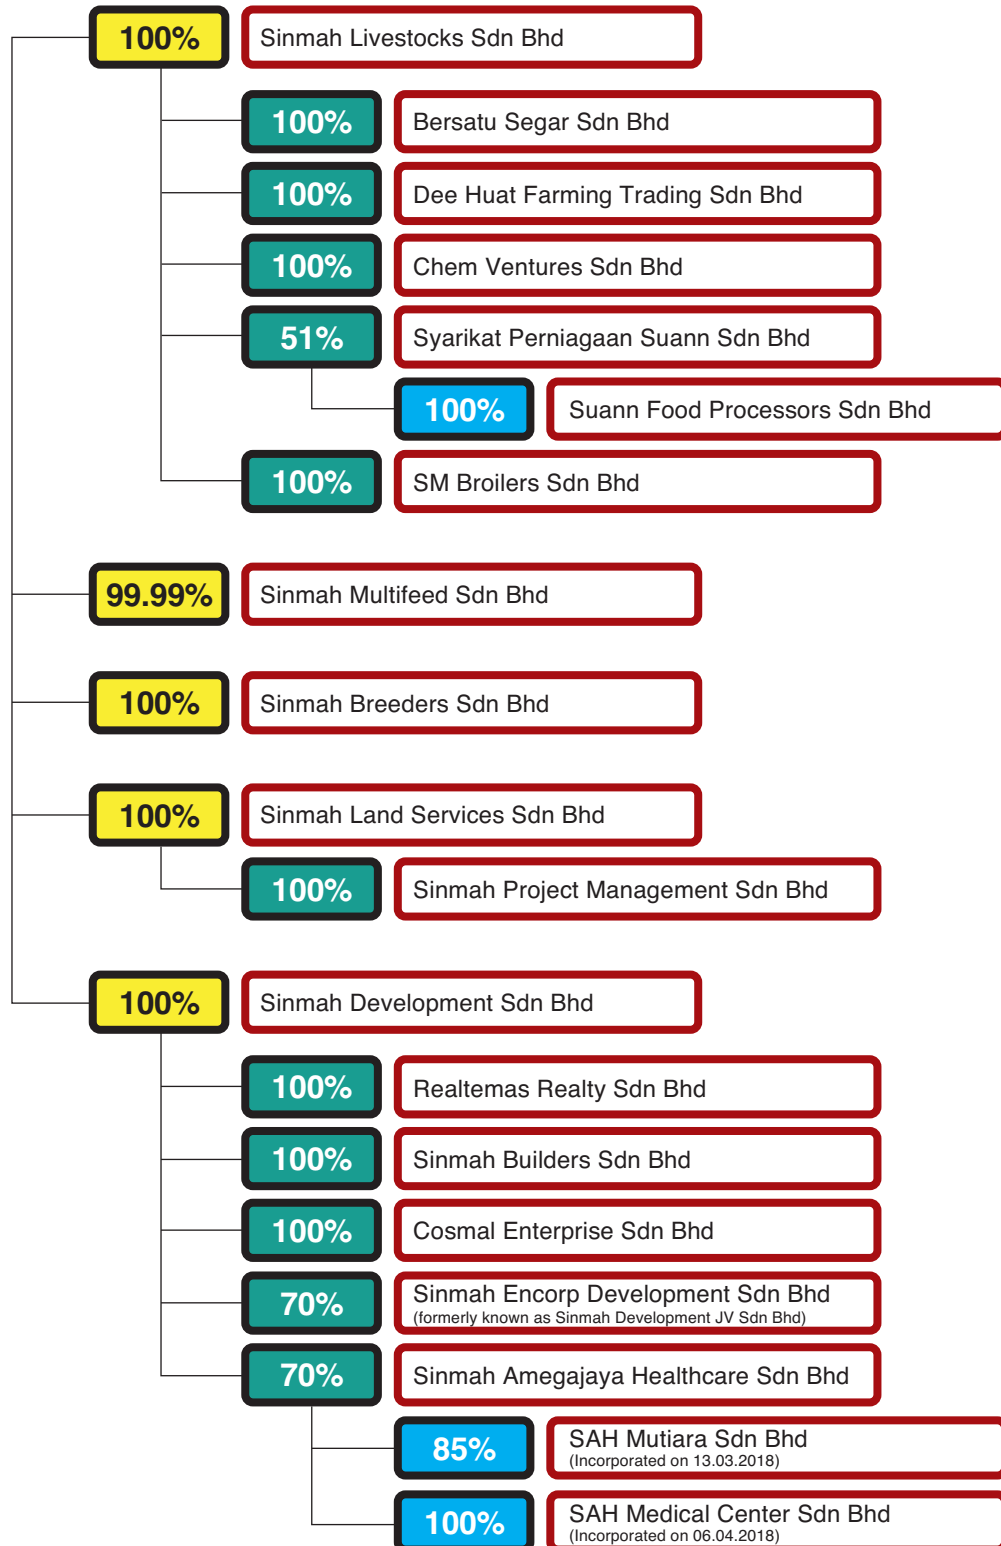 100% Sinmah Livestocks Sdn Bhd
100% Bersatu Segar Sdn Bhd
100% Dee Huat Farming Trading Sdn Bhd
100% Chem Ventures Sdn Bhd
51% Syarikat Perniagaan Suann Sdn Bhd
100% Suann Food Processors Sdn Bhd
100% SM Broilers Sdn Bhd
99.99% Sinmah Multifeed Sdn Bhd
100% Sinmah Breeders Sdn Bhd
100% Sinmah Land Services Sdn Bhd
100% Sinmah Project Management Sdn Bhd
100% Sinmah Development Sdn Bhd
100% Realtemas Realty Sdn Bhd
100% Sinmah Builders Sdn Bhd
100% Cosmal Enterprise Sdn Bhd
70% Sinmah Encorp Development Sdn Bhd
(formerly known as Sinmah Development JV Sdn Bhd)
70% Sinmah Amegajaya Healthcare Sdn Bhd
85% SAH Mutiara Sdn Bhd
(Incorporated on 13.03.2018)
100% SAH Medical Center Sdn Bhd
(Incorporated on 06.04.2018)